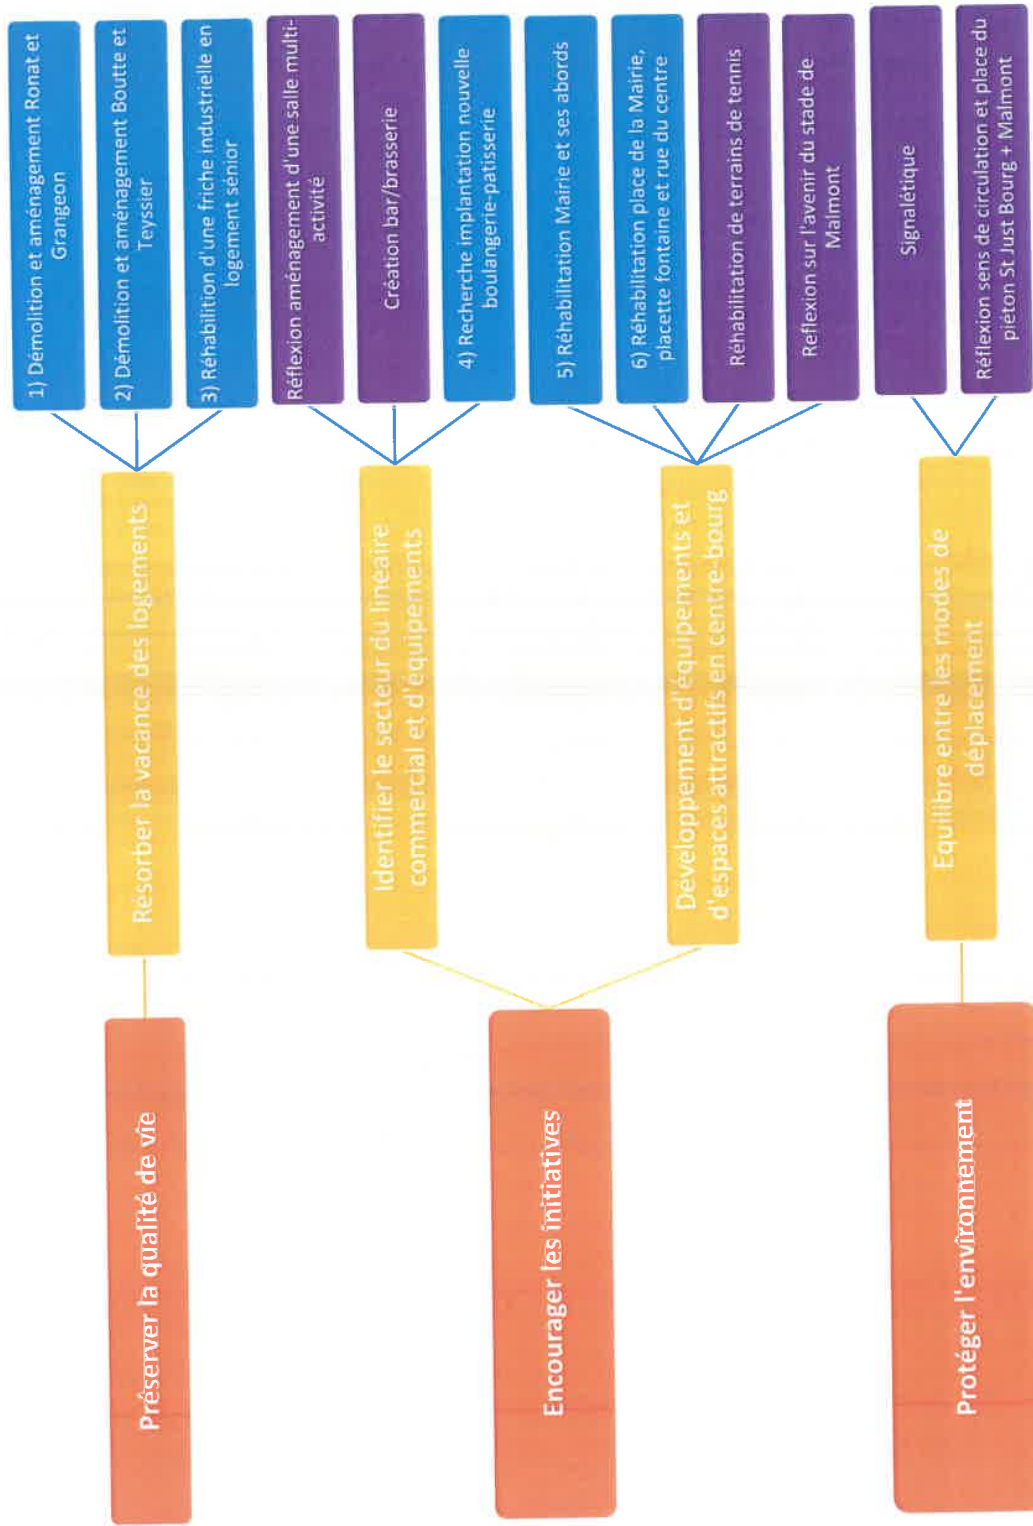 Préserver la qualité de vie
Résorber la vacance des logements
1) Démolition et aménagement Ronat et
Grangeon
2) Démolition et aménagement Boutte et
Teyssier
3) Réhabilition d'une friche industrielle en
logement sénior
Encourager les initiatives
Identifier le secteur du linéaire
commercial et d'équipements
Réflexion aménagement d'une salle multi-
activité
Création bar/brasserie
4) Recherche implantation nouvelle
boulangerie-patisserie
Développement d'équipements et
d'espaces attractifs en centre-bourg
5) Réhabilitation Mairie et ses abords
6) Réhabilitation place de la Mairie,
placette fontaine et rue du centre
Réhabilitation de terrains de tennis
Reflexion sur l'avenir du stade de
Malmont
Protéger l'environnement
Equilibre entre les modes de
déplacement
Signalétique
Réflexion sens de circulation et place du
piéton St Just Bourg + Malmont